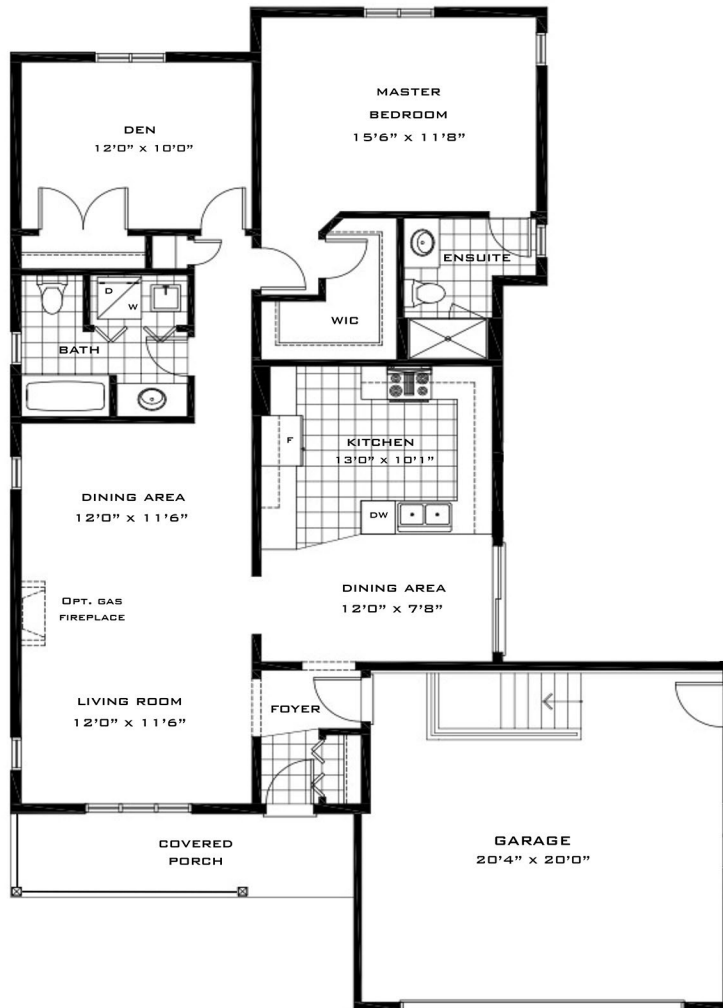 MASTER
BEDROOM
15'6" x 11'8"
DEN
12'0" x 10'0"
ENSUITE
D
W
WIC
BATH
KITCHEN
13'0" x 10'1"
F
DW
DINING AREA
12'0" x 11'6"
DINING AREA
12'0" x 7'8"
OPT. GAS
FIREPLACE
LIVING ROOM
12'0" x 11'6"
FOYER
COVERED
PORCH
GARAGE
20'4" x 20'0"